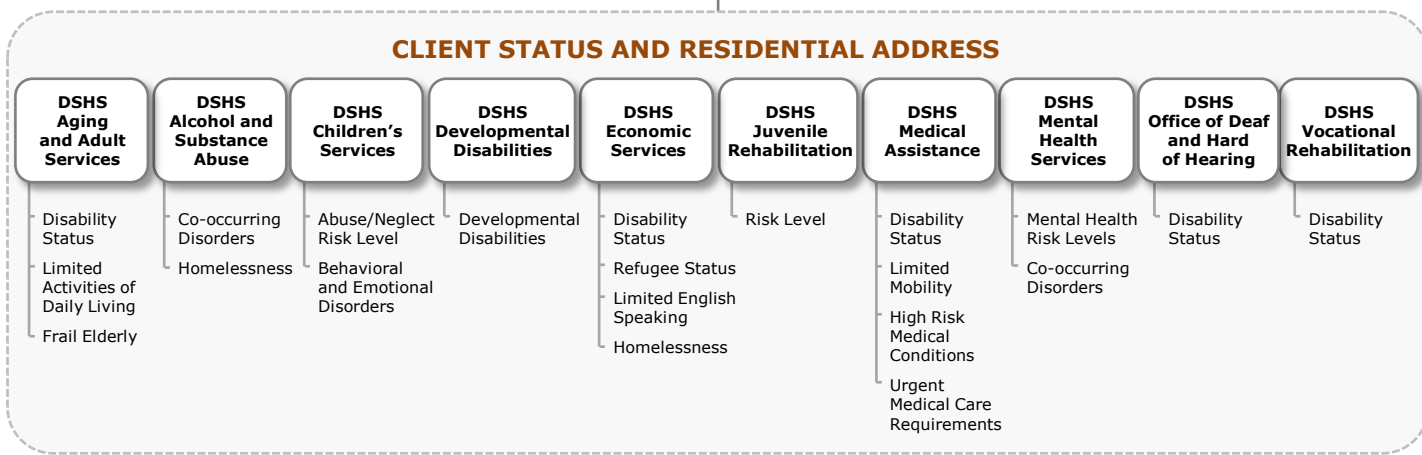 CLIENT STATUS AND RESIDENTIAL ADDRESS
DSHS
Aging
and Adult
Services
Disability
Status
Limited
Activities of
Daily Living
Frail Elderly
DSHS
Alcohol and
Substance
Abuse
Co-occurring
Disorders
Homelessness
DSHS
Children’s
Services
Abuse/Neglect
Risk Level
Behavioral
and Emotional
Disorders
DSHS
Developmental
Disabilities
Developmental
Disabilities
DSHS
Economic
Services
Disability
Status
Refugee Status
Limited English
Speaking
Homelessness
DSHS
Juvenile
Rehabilitation
Risk Level
DSHS
Medical
Assistance
Disability
Status
Limited
Mobility
High Risk
Medical
Conditions
Urgent
Medical Care
Requirements
DSHS
Mental
Health
Services
Mental Health
Risk Levels
Co-occurring
Disorders
DSHS
Office of Deaf
and Hard
of Hearing
Disability
Status
DSHS
Vocational
Rehabilitation
Disability
Status